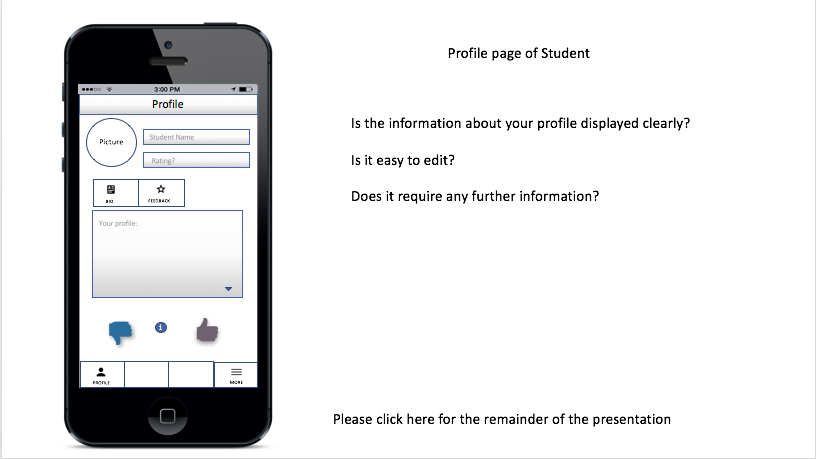 Profile page of Student
3:00 PM
Profile
Picture
Student Name
Rating?
BIO
FEEDBACK
Your profile:
i
PROFILE
MORE
Is the information about your profile displayed clearly?
Is it easy to edit?
Does it require any further information?
Please click here for the remainder of the presentation